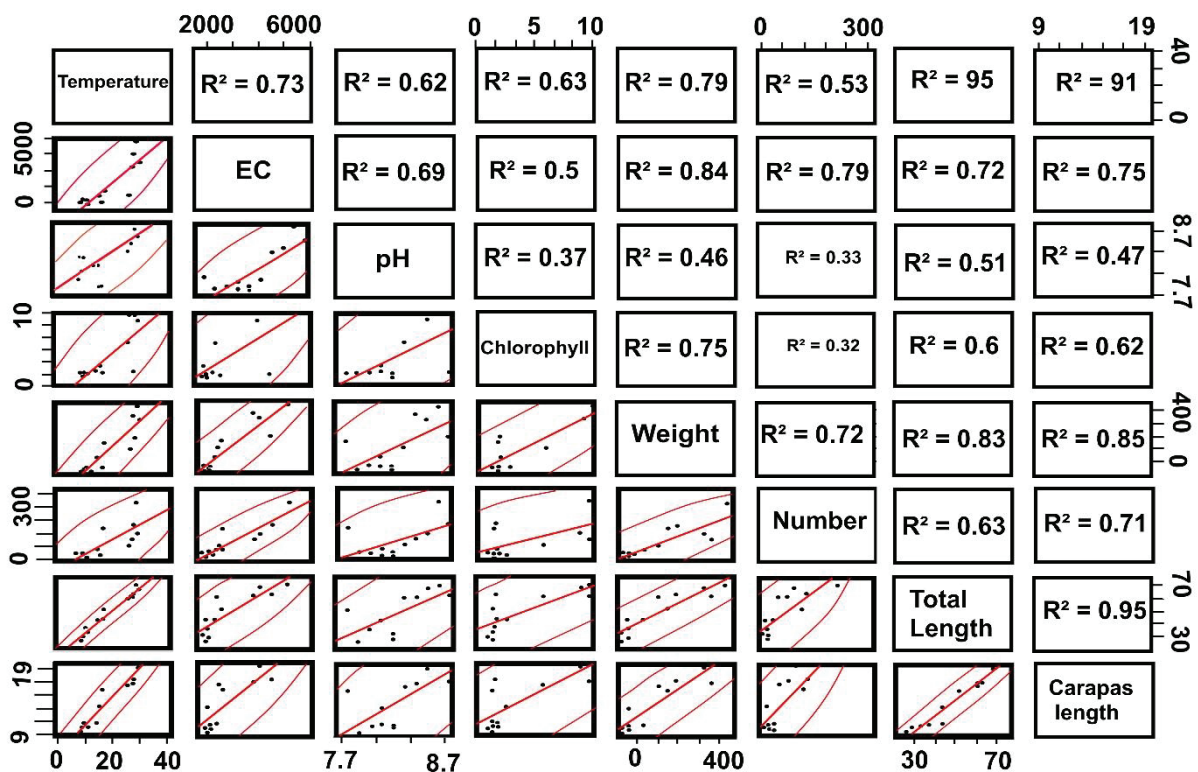 2000 6000 0 5 10 0 300 9 19
Temperature R² = 0.73 R² = 0.62 R² = 0.63 R² = 0.79 R² = 0.53 R² = 95 R² = 91 0 40
0 5000 EC R² = 0.69 R² = 0.5 R² = 0.84 R² = 0.79 R² = 0.72 R² = 0.75
pH R² = 0.37 R² = 0.46 R² = 0.33 R² = 0.51 R² = 0.47 7.7 8.7
0 10 Chlorophyll R² = 0.75 R² = 0.32 R² = 0.6 R² = 0.62
Weight R² = 0.72 R² = 0.83 R² = 0.85 0 200 400
0 300 Number R² = 0.63 R² = 0.71
Total
Length R² = 0.95 30 70
9 19 Carapas
length
0 20 40 7.7 8.7 0 400 30 70